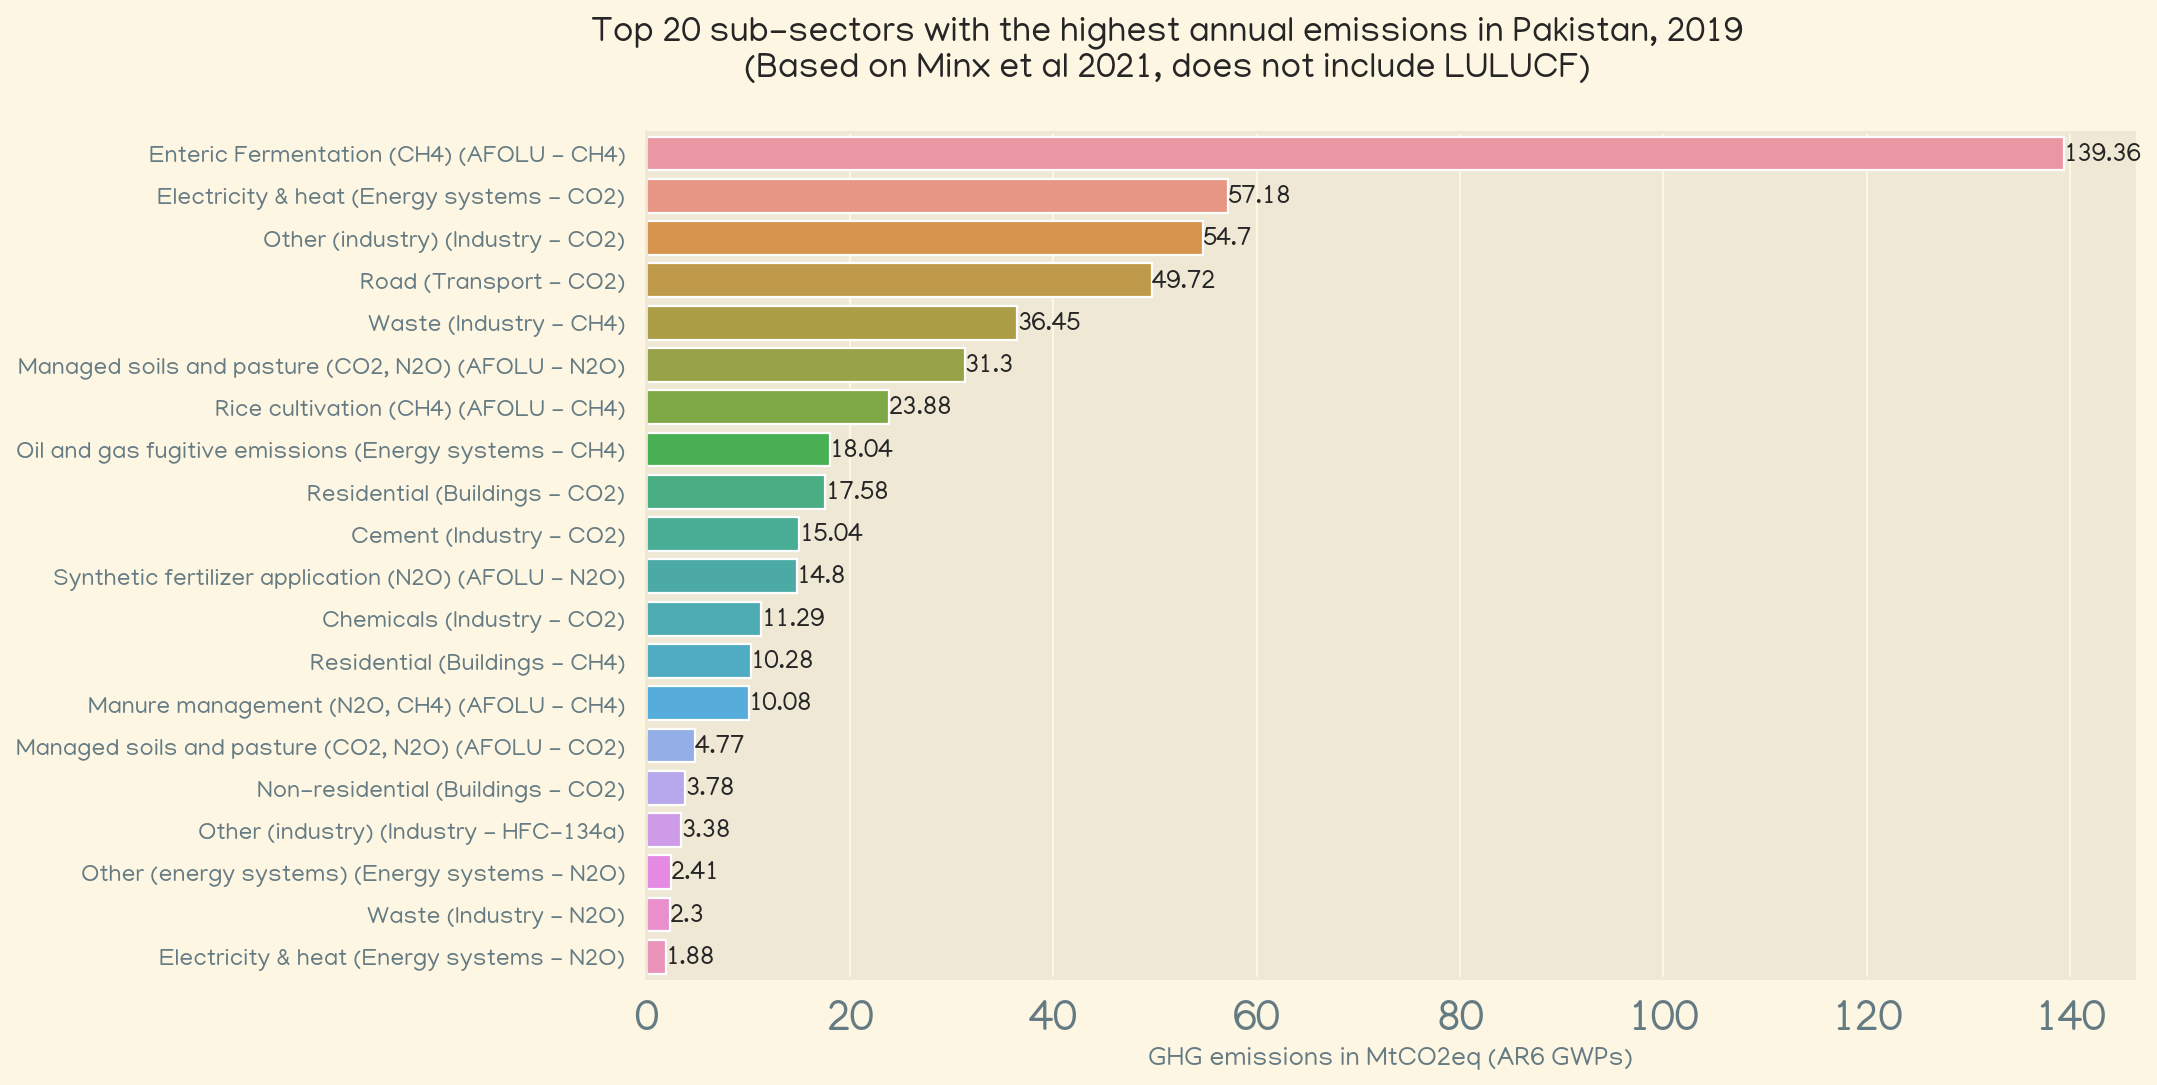 Top 20 sub-sectors with the highest annual emissions in Pakistan, 2019
(Based on Minx et al 2021, does not include LULUCF)
Enteric Fermentation (CH4) (AFOLU - CH4) 139.36
Electricity & heat (Energy systems - CO2) 57.18
Other (industry) (Industry - CO2) 54.7
Road (Transport - CO2) 49.72
Waste (Industry - CH4) 36.45
Managed soils and pasture (CO2, N2O) (AFOLU - N2O) 31.3
Rice cultivation (CH4) (AFOLU - CH4) 23.88
Oil and gas fugitive emissions (Energy systems - CH4) 18.04
Residential (Buildings - CO2) 17.58
Cement (Industry - CO2) 15.04
Synthetic fertilizer application (N2O) (AFOLU - N2O) 14.8
Chemicals (Industry - CO2) 11.29
Residential (Buildings - CH4) 10.28
Manure management (N2O, CH4) (AFOLU - CH4) 10.08
Managed soils and pasture (CO2, N2O) (AFOLU - CO2) 4.77
Non-residential (Buildings - CO2) 3.78
Other (industry) (Industry - HFC-134a) 3.38
Other (energy systems) (Energy systems - N2O) 2.41
Waste (Industry - N2O) 2.3
Electricity & heat (Energy systems - N2O) 1.88
0 20 40 60 80 100 120 140
GHG emissions in MtCO2eq (AR6 GWPs)